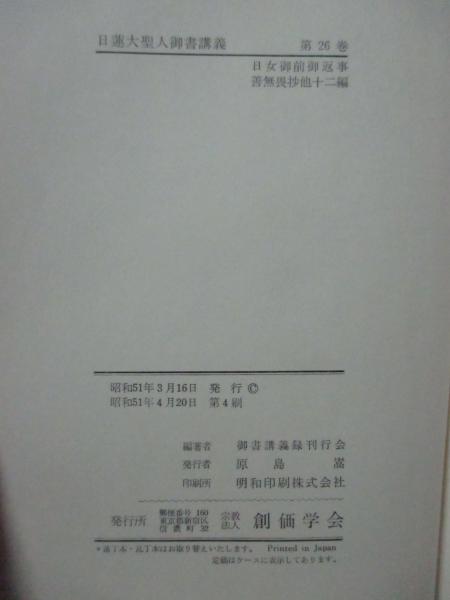 日蓮大聖人御書講義 第26巻
日女御前御返事
善無畏抄他十二編
昭和51年3月16日 発行©
昭和51年4月20日 第4刷
編著者 御書講義録刊行会
発行者 原島嵩
印刷所 明和印刷株式会社
発行所 郵便番号160 東京都新宿区 信濃町32 宗教法人 創価学会
*落丁本・乱丁本はお取り替えいたします。 Printed in Japan
定価はケースに表示してあります。